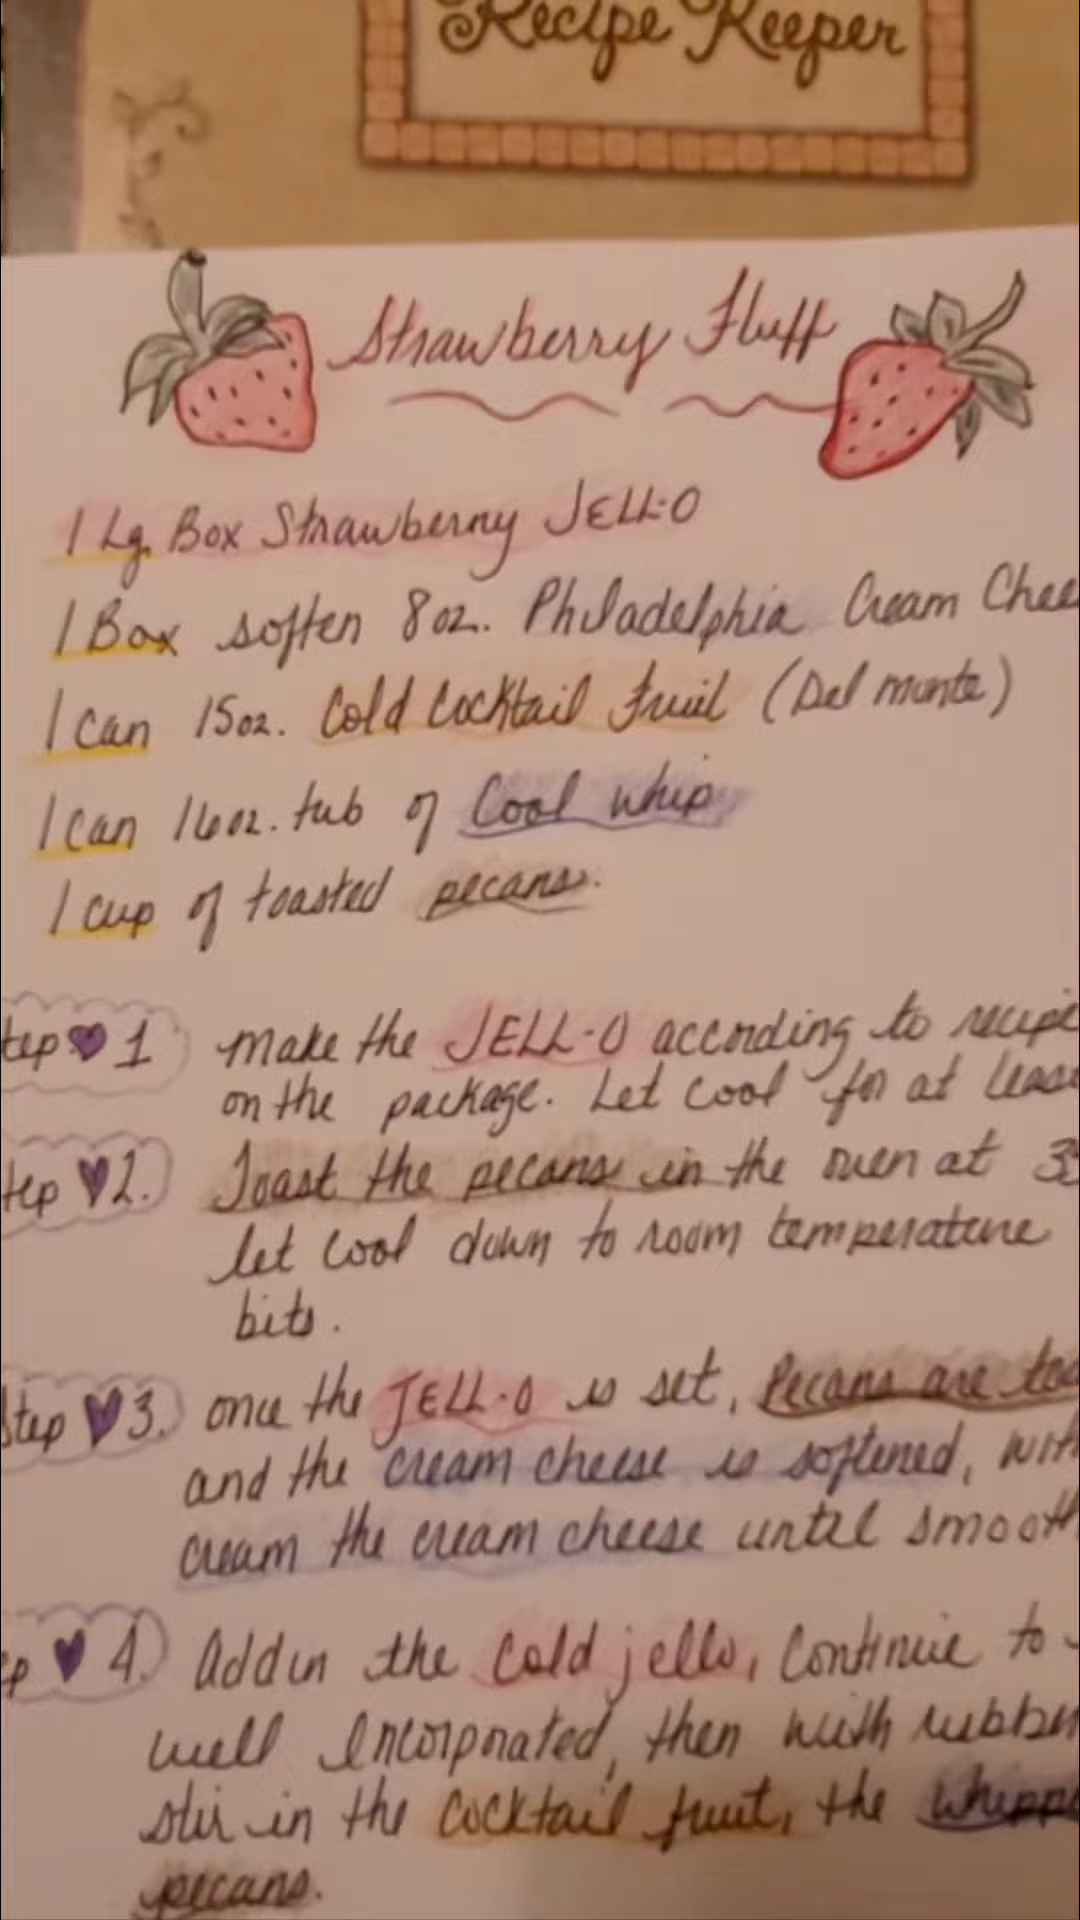 Recipe Keeper
Strawberry Fluff
1 Lg. Box Strawberry JELL-O
1 Box soften 8oz. Philadelphia Cream Chee
1 Can 15oz. Cold Cocktail Fruit (Del monte)
1 Can 16oz. tub of Cool whip
1 cup of toasted pecans.
tep 1 make the JELL-O according to recipe
on the package. Let cool for at least
tep 2. Toast the pecans in the oven at 35
let cool down to room temperature
bits.
Step 3. once the JELL-O is set, Pecans are toa
and the cream cheese is softened, with
cream the cream cheese until smooth
ep 4. Add in the cold jello, Continue to
well Incorporated, then with rubber
stir in the cocktail fruit, the whippe
pecans.